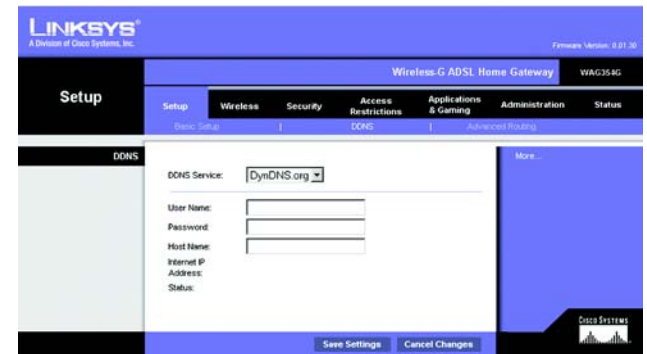 LINKSYS®
A Division of Cisco Systems, Inc.
Firmware Version: 0.01.30
Wireless-G ADSL Home Gateway WAG354G
Setup
Setup Wireless Security Access Restrictions Applications & Gaming Administration Status
Basic Setup | DDNS | Advanced Routing
DDNS
More...
DDNS Service: DynDNS.org
User Name:
Password:
Host Name:
Internet IP
Address:
Status:
CISCO SYSTEMS
Save Settings Cancel Changes